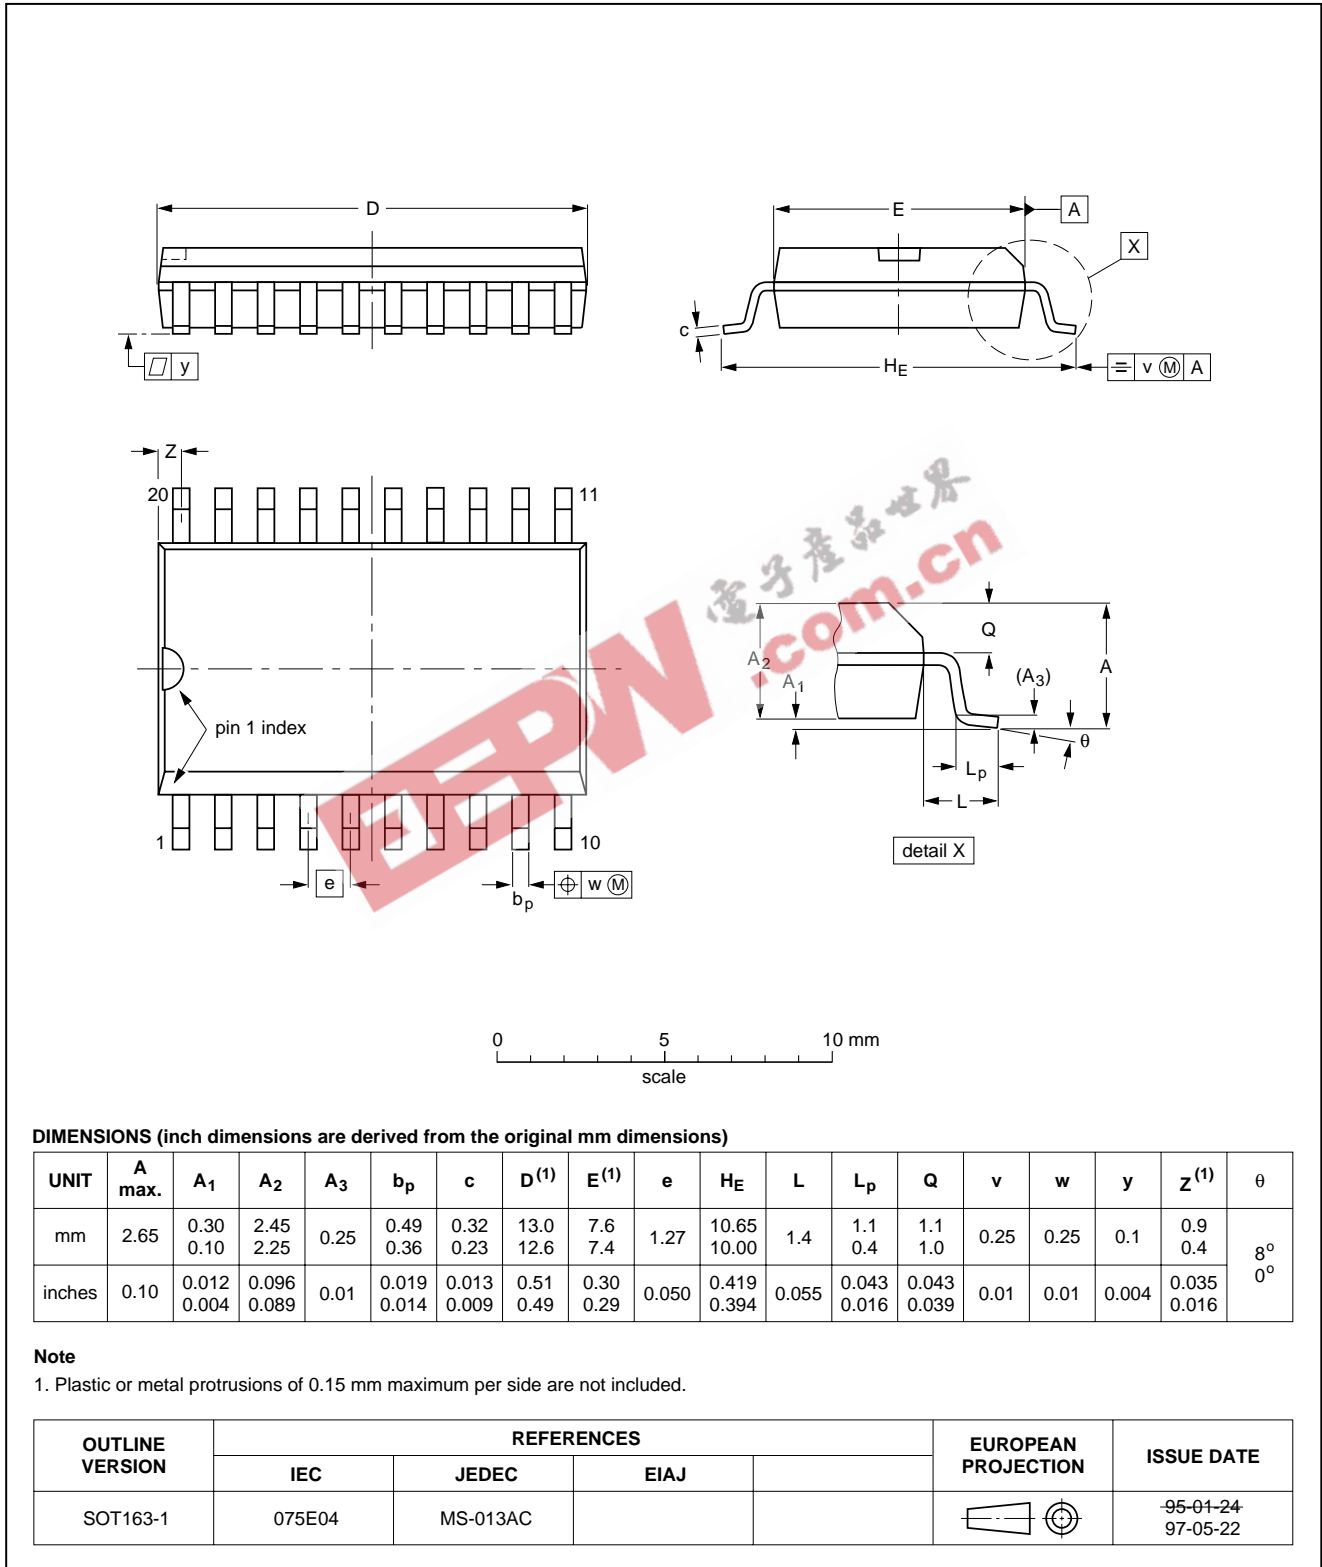 D
E
A
X
c
y
HE
v Ⓜ A
Z
20
11
pin 1 index
1
10
e
bp
w Ⓜ
電子產品世界
EEPW.com.cn
A2
A1
Q
(A3)
A
θ
Lp
L
detail X
0 5 10 mm
scale
DIMENSIONS (inch dimensions are derived from the original mm dimensions)
UNIT A max. A1 A2 A3 bp c D(1) E(1) e HE L Lp Q v w y Z(1) θ
mm 2.65 0.30 0.10 2.45 2.25 0.25 0.49 0.36 0.32 0.23 13.0 12.6 7.6 7.4 1.27 10.65 10.00 1.4 1.1 0.4 1.1 1.0 0.25 0.25 0.1 0.9 0.4 8° 0°
inches 0.10 0.012 0.004 0.096 0.089 0.01 0.019 0.014 0.013 0.009 0.51 0.49 0.30 0.29 0.050 0.419 0.394 0.055 0.043 0.016 0.043 0.039 0.01 0.01 0.004 0.035 0.016
Note
1. Plastic or metal protrusions of 0.15 mm maximum per side are not included.
OUTLINE VERSION REFERENCES EUROPEAN PROJECTION ISSUE DATE
IEC JEDEC EIAJ
SOT163-1 075E04 MS-013AC 95-01-24
97-05-22